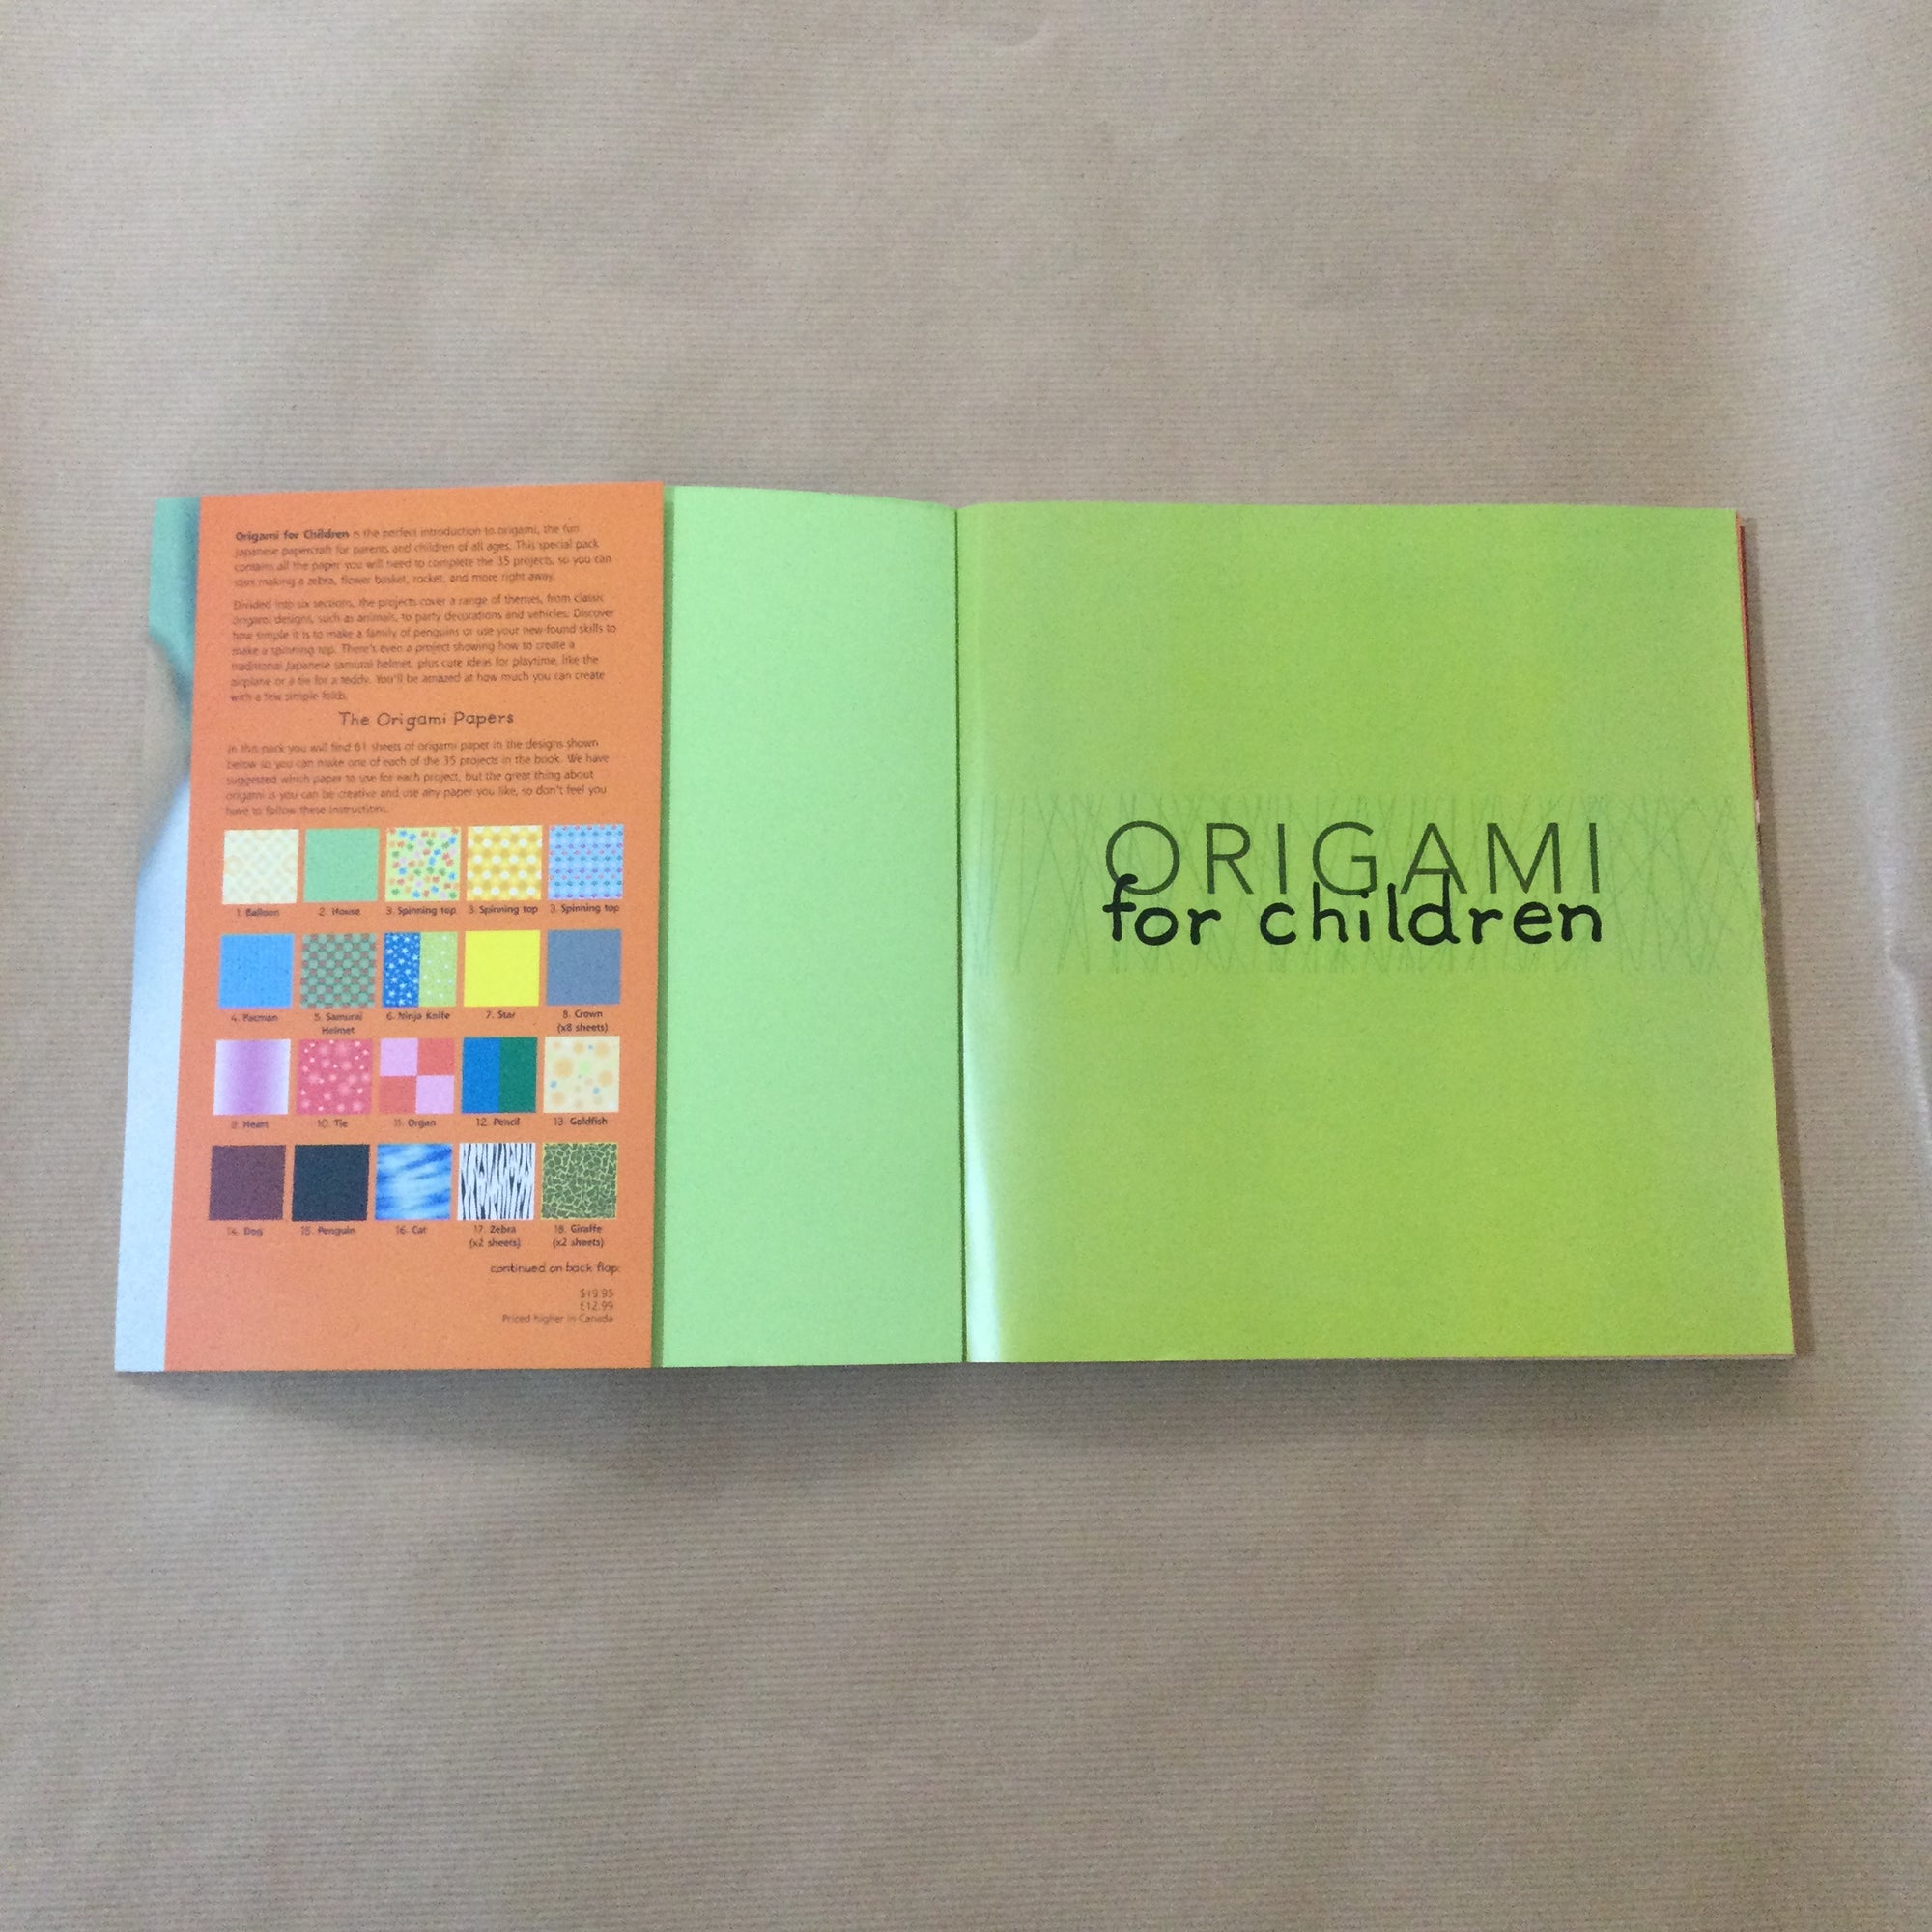 Origami for Children is the perfect introduction to origami, the fun
Japanese papercraft for parents and children of all ages. This special pack
contains all the paper you will need to complete the 35 projects, so you can
start making a zebra, flower basket, rocket, and more right away.
Divided into six sections, the projects cover a range of themes, from classic
origami designs, such as animals, to party decorations and vehicles. Discover
how simple it is to make a family of penguins or use your new-found skills to
make a spinning top. There's even a project showing how to create a
traditional Japanese samurai helmet, plus cute ideas for playtime, like the
airplane or a tie for a teddy. You'll be amazed at how much you can create
with a few simple folds.
The Origami Papers
In this pack you will find 61 sheets of origami paper in the designs shown
below so you can make one of each of the 35 projects in the book. We have
suggested which paper to use for each project, but the great thing about
origami is you can be creative and use any paper you like, so don't feel you
have to follow these instructions.
1. Balloon
2. House
3. Spinning top
3. Spinning top
3. Spinning top
4. Pacman
5. Samurai
Helmet
6. Ninja Knife
7. Star
8. Crown
(x8 sheets)
9. Heart
10. Tie
11. Organ
12. Pencil
13. Goldfish
14. Dog
15. Penguin
16. Cat
17. Zebra
(x2 sheets)
18. Giraffe
(x2 sheets)
continued on back flap:
$19.95
£12.99
Priced higher in Canada
ORIGAMI
for children